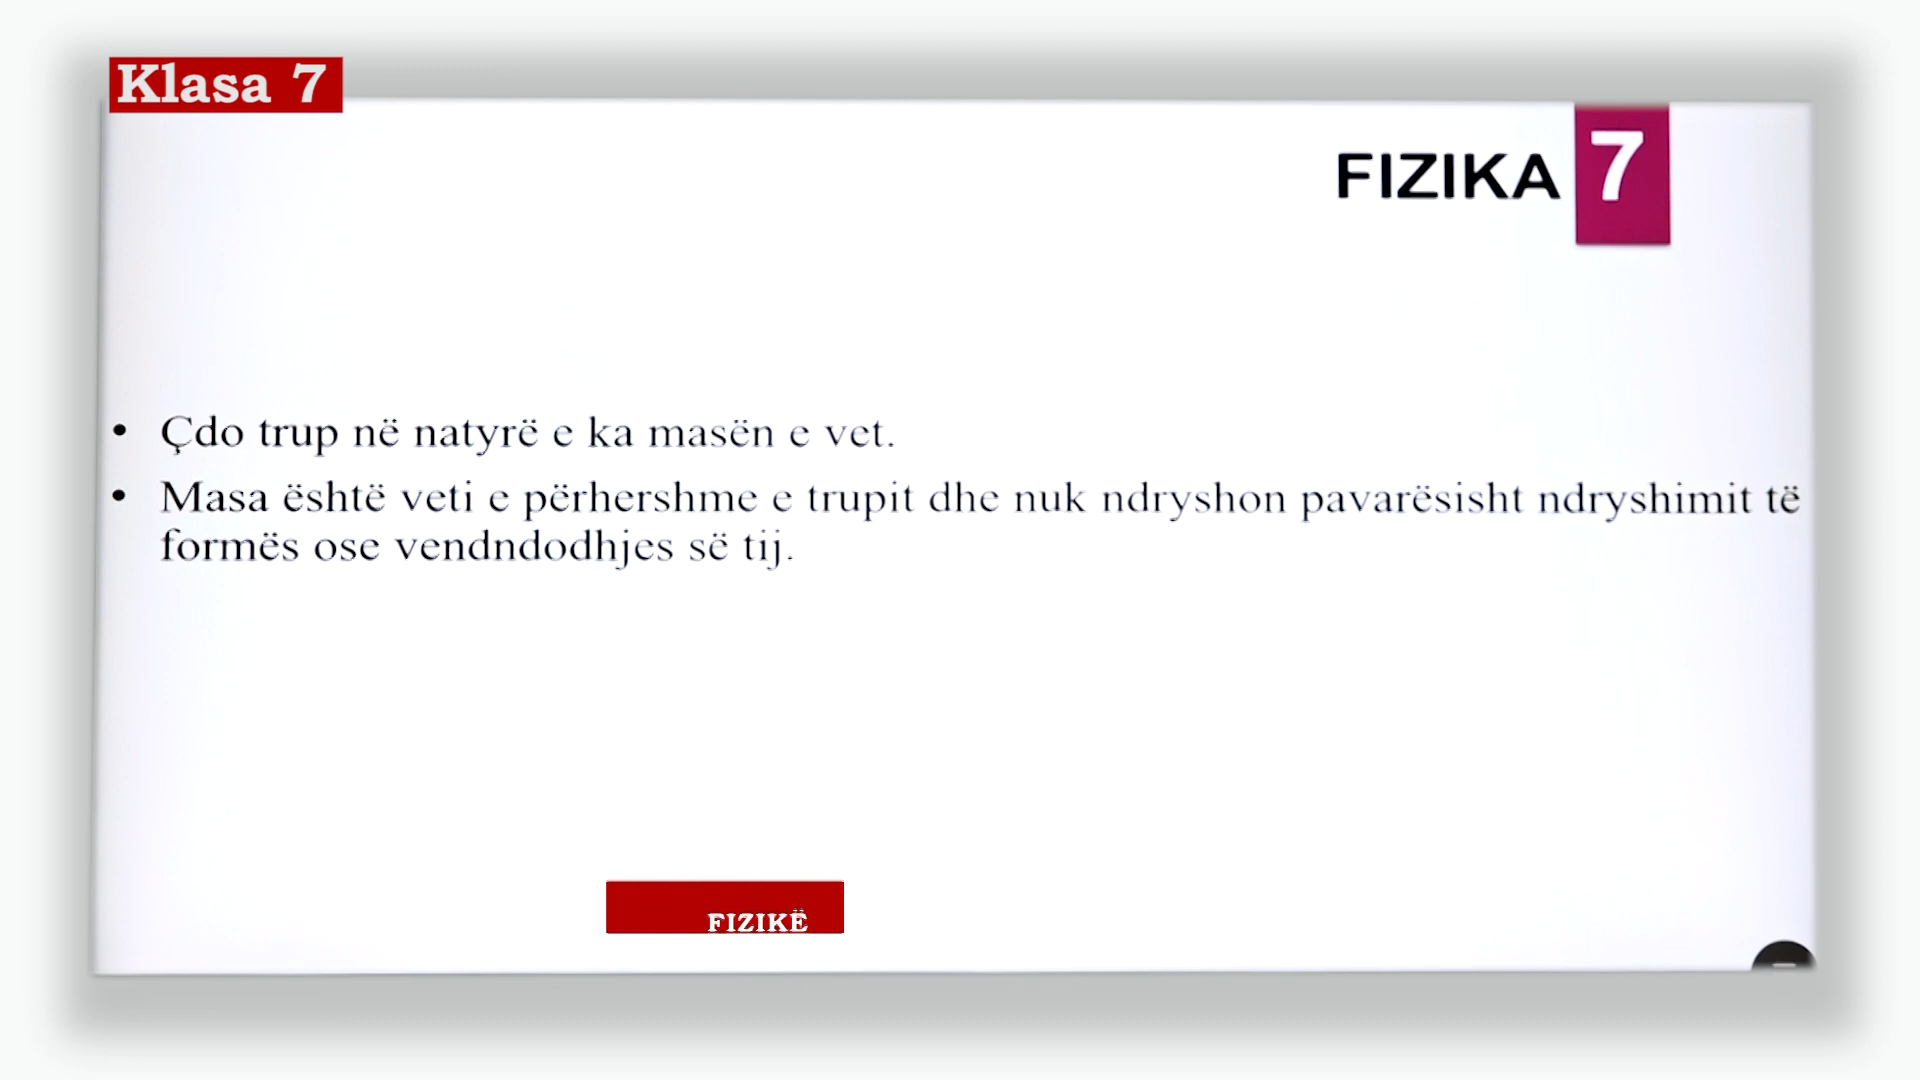 Klasa 7
FIZIKA 7
• Çdo trup në natyrë e ka masën e vet.
• Masa është veti e përhershme e trupit dhe nuk ndryshon pavarësisht ndryshimit të
formës ose vendndodhjes së tij.
FIZIKË